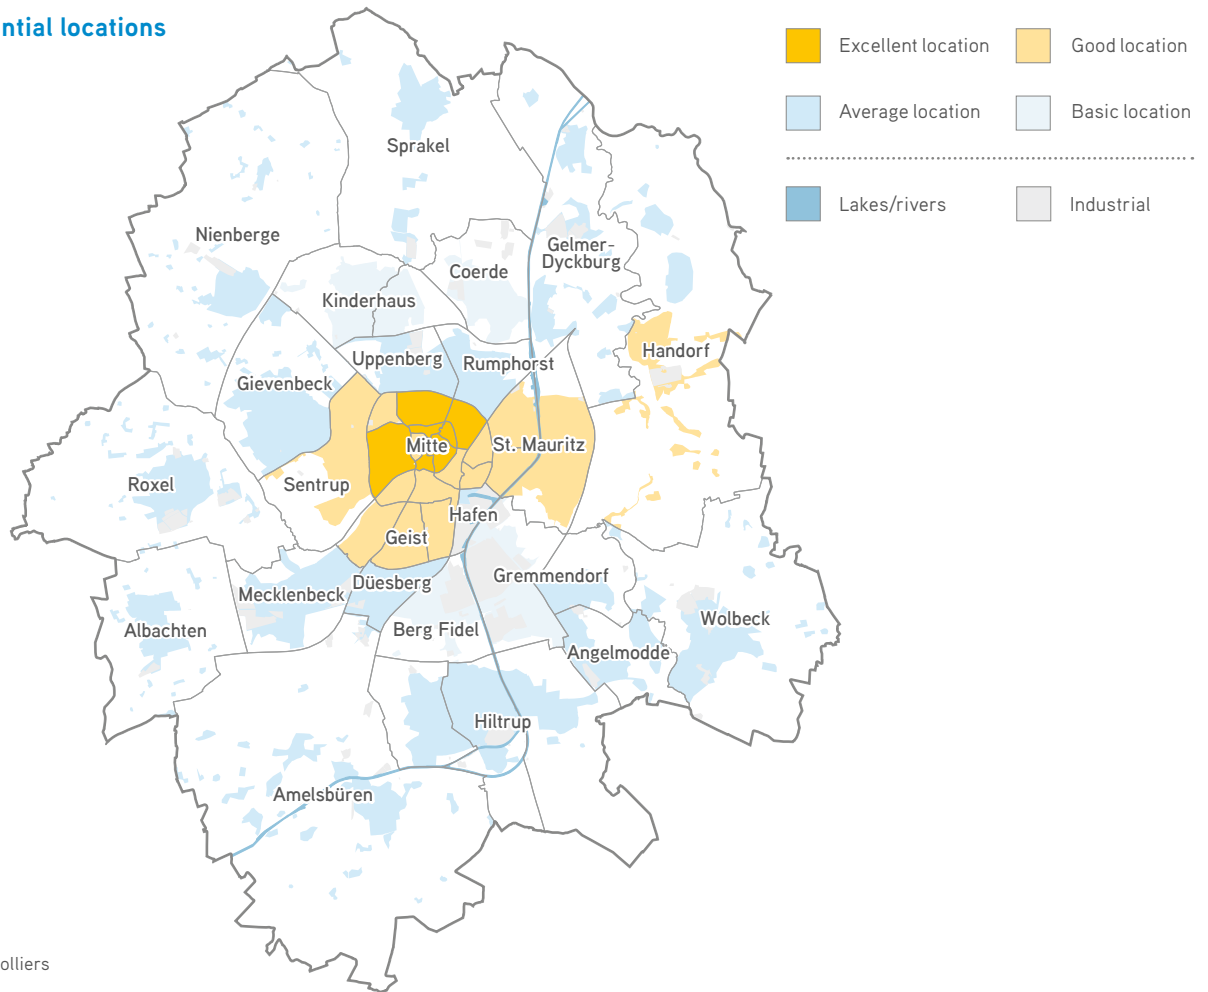 ntial locations
Excellent location
Good location
Average location
Basic location
Lakes/rivers
Industrial
Sprakel
Nienberge
Gelmer-
Dyckburg
Coerde
Kinderhaus
Handorf
Uppenberg
Rumphorst
Gievenbeck
Mitte
St. Mauritz
Roxel
Sentrup
Hafen
Geist
Gremmendorf
Düesberg
Mecklenbeck
Wolbeck
Albachten
Berg Fidel
Angelmodde
Hiltrup
Amelsbüren
olliers